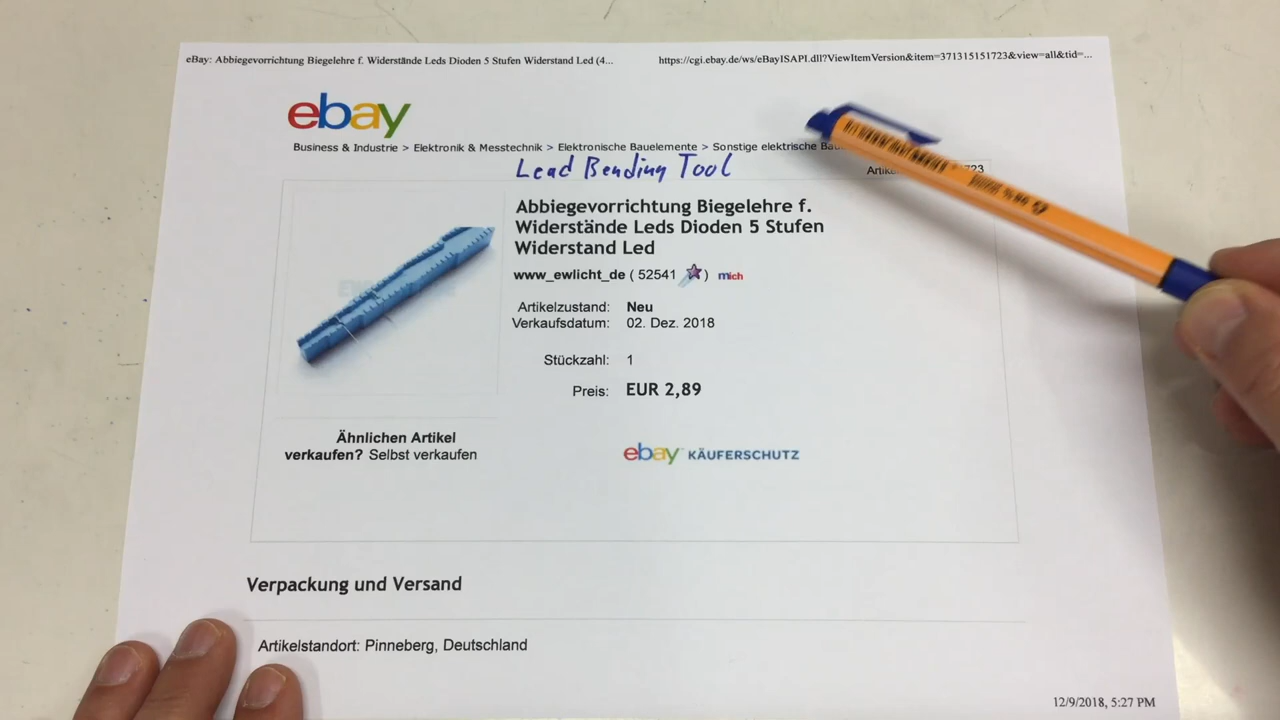 eBay: Abbiegevorrichtung Biegelehre f. Widerstände Leds Dioden 5 Stufen Widerstand Led (4...
https://cgi.ebay.de/ws/eBayISAPI.dll?ViewItemVersion&item=371315151723&view=all&tid=...
ebay
Business & Industrie > Elektronik & Messtechnik > Elektronische Bauelemente > Sonstige elektrische
Lead Bending Tool
723
Abbiegevorrichtung Biegelehre f.
Widerstände Leds Dioden 5 Stufen
Widerstand Led
www_ewlicht_de ( 52541 ) mich
Artikelzustand: Neu
Verkaufsdatum: 02. Dez. 2018
Stückzahl: 1
Preis: EUR 2,89
Ähnlichen Artikel
verkaufen? Selbst verkaufen
ebay™ KÄUFERSCHUTZ
Verpackung und Versand
Artikelstandort: Pinneberg, Deutschland
12/9/2018, 5:27 PM